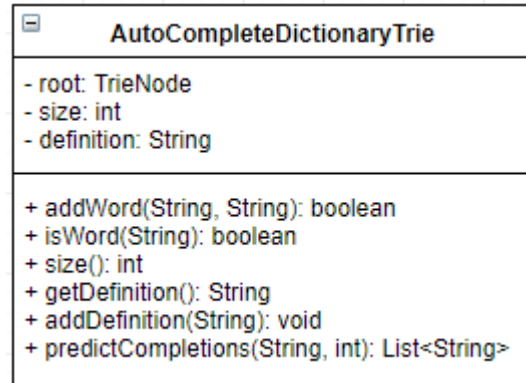 AutoCompleteDictionaryTrie
- root: TrieNode
- size: int
- definition: String
+ addWord(String, String): boolean
+ isWord(String): boolean
+ size(): int
+ getDefinition(): String
+ addDefinition(String): void
+ predictCompletions(String, int): List<String>